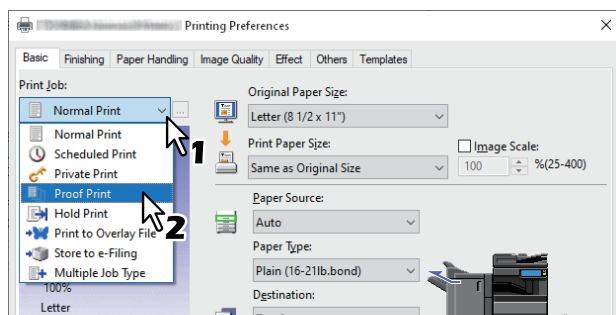 Printing Preferences
Basic Finishing Paper Handling Image Quality Effect Others Templates
Print Job:
Normal Print
...
1
Normal Print
Scheduled Print
Private Print
Proof Print
Hold Print
2
Print to Overlay File
Store to e-Filing
Multiple Job Type
100%
Letter
Original Paper Size:
Letter (8 1/2 x 11")
Print Paper Size:
Same as Original Size
Image Scale:
100 %(25-400)
Paper Source:
Auto
Paper Type:
Plain (16-21lb.bond)
Destination: